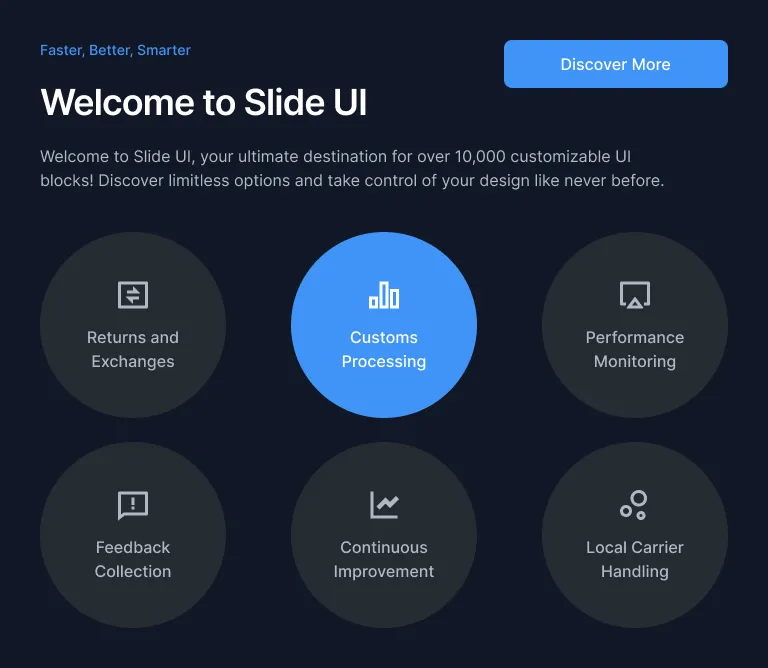 Faster, Better, Smarter
Discover More
Welcome to Slide UI
Welcome to Slide UI, your ultimate destination for over 10,000 customizable UI
blocks! Discover limitless options and take control of your design like never before.
Returns and
Exchanges
Customs
Processing
Performance
Monitoring
Feedback
Collection
Continuous
Improvement
Local Carrier
Handling